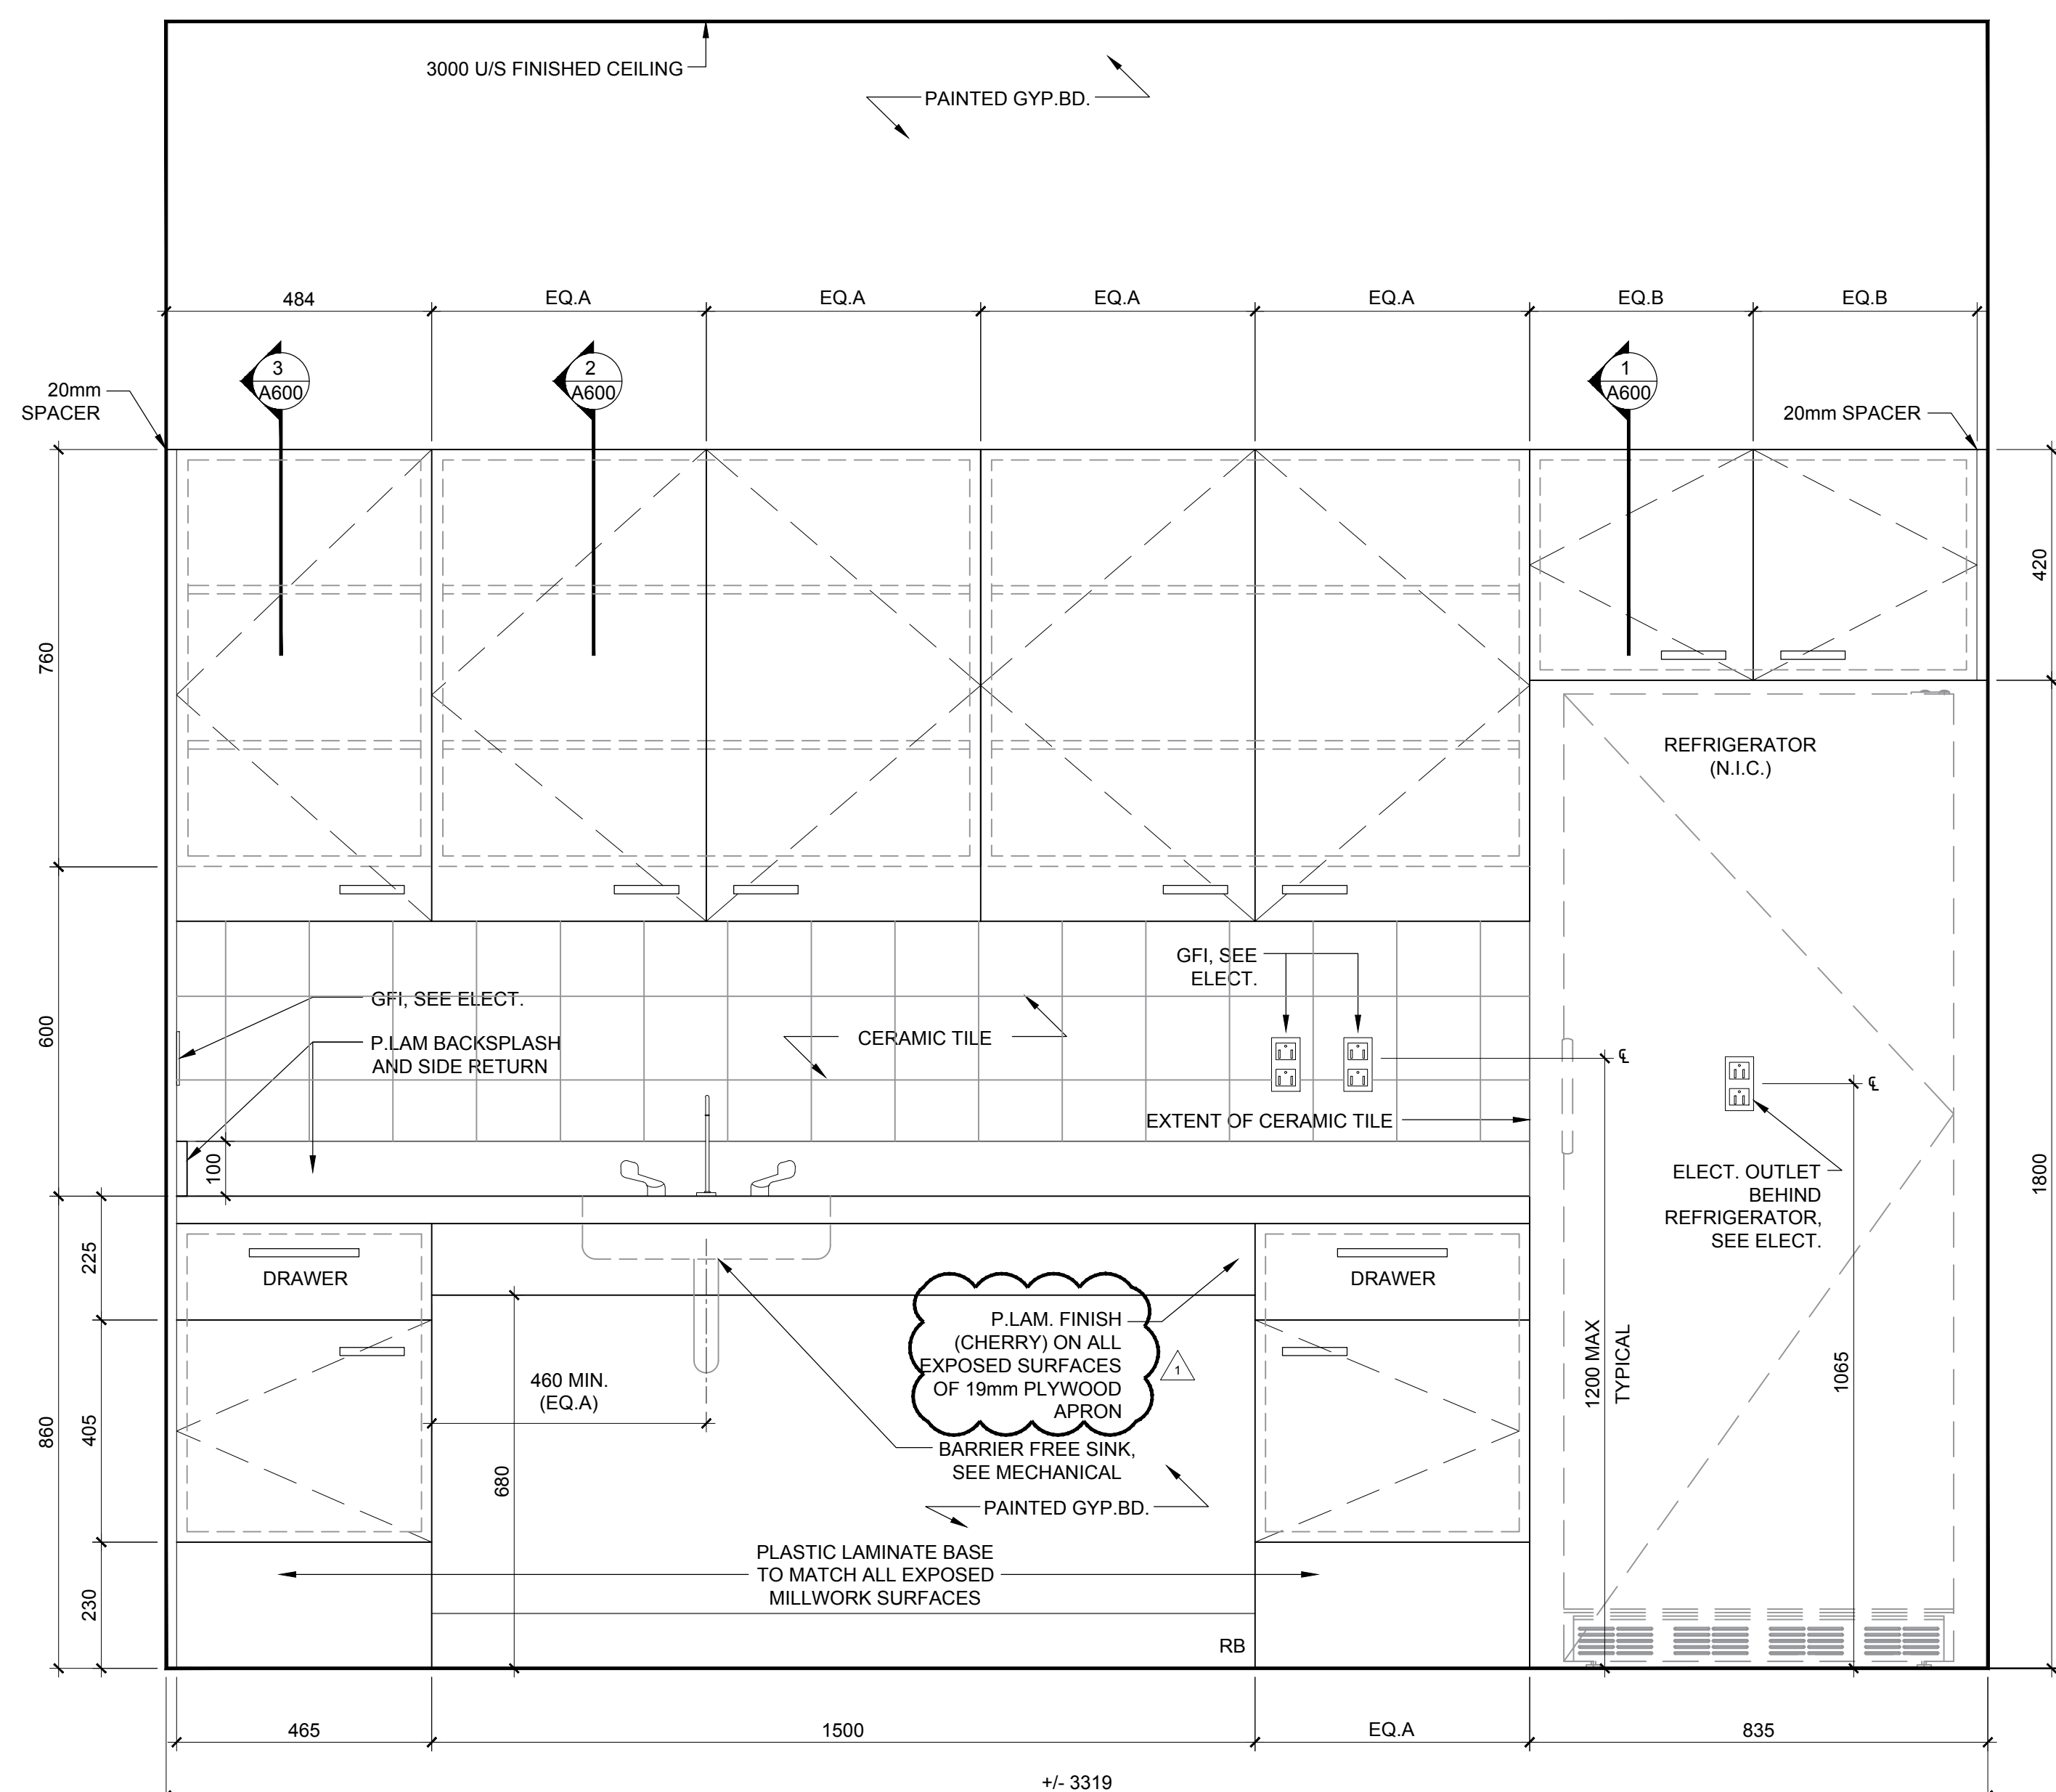 3000 U/S FINISHED CEILING
PAINTED GYP.BD.
484
EQ.A
EQ.A
EQ.A
EQ.A
EQ.B
EQ.B
3
A600
2
A600
1
A600
20mm
SPACER
20mm SPACER
760
420
REFRIGERATOR
(N.I.C.)
GFI, SEE
ELECT.
GFI, SEE ELECT.
600
CERAMIC TILE
P.LAM BACKSPLASH
AND SIDE RETURN
℄
℄
EXTENT OF CERAMIC TILE
100
ELECT. OUTLET
BEHIND
REFRIGERATOR,
SEE ELECT.
1800
225
DRAWER
DRAWER
P.LAM. FINISH
(CHERRY) ON ALL
EXPOSED SURFACES
OF 19mm PLYWOOD
APRON
1
460 MIN.
(EQ.A)
1200 MAX
TYPICAL
1065
860
405
680
BARRIER FREE SINK,
SEE MECHANICAL
PAINTED GYP.BD.
PLASTIC LAMINATE BASE
TO MATCH ALL EXPOSED
MILLWORK SURFACES
230
RB
465
1500
EQ.A
835
+/- 3319